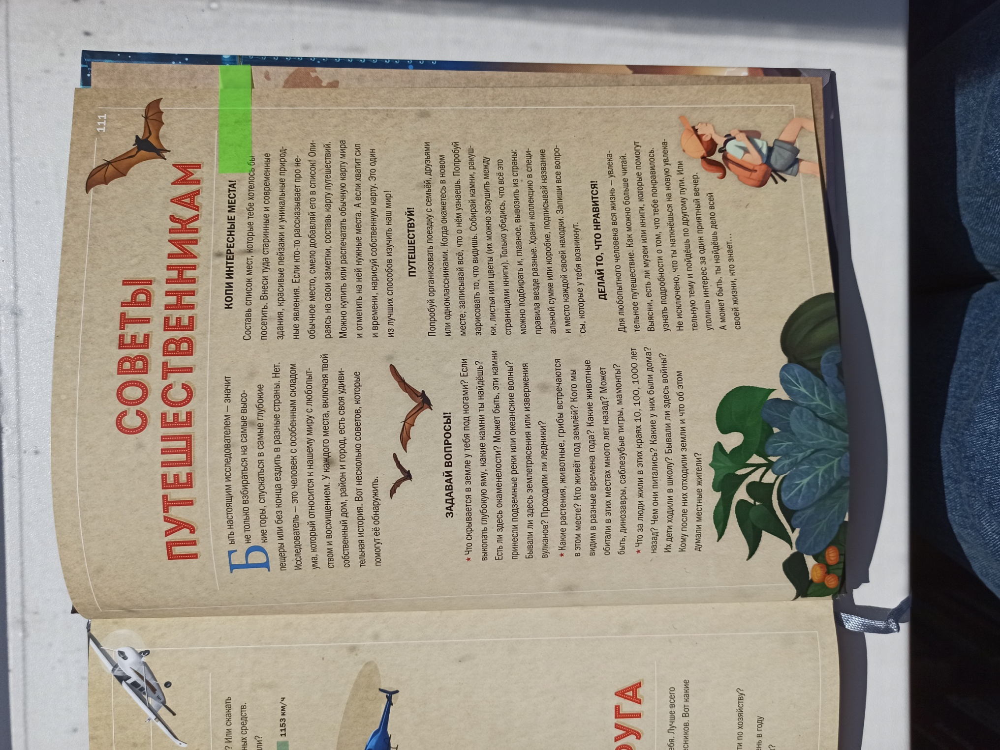 111
СОВЕТЫ
ПУТЕШЕСТВЕННИКАМ
Быть настоящим исследователем — значит
не только взбираться на самые высо-
кие горы, спускаться в самые глубокие
пещеры или без конца ездить в разные страны. Нет.
Исследователь — это человек с особенным складом
ума, который относится к нашему миру с любопыт-
ством и восхищением. У каждого места, включая твой
собственный дом, район и город, есть своя удиви-
тельная история. Вот несколько советов, которые
помогут её обнаружить.
ЗАДАВАЙ ВОПРОСЫ!
★ Что скрывается в земле у тебя под ногами? Если
выкопать глубокую яму, какие камни ты найдёшь?
Есть ли здесь окаменелости? Может быть, эти камни
принесли подземные реки или океанские волны?
Бывали ли здесь землетрясения или извержения
вулканов? Проходили ли ледники?
★ Какие растения, животные, грибы встречаются
в этом месте? Кто живёт под землёй? Кого мы
видим в разные времена года? Какие животные
обитали в этих местах много лет назад? Может
быть, динозавры, саблезубые тигры, мамонты?
★ Что за люди жили в этих краях 10, 100, 1000 лет
назад? Чем они питались? Какие у них были дома?
Их дети ходили в школу? Бывали ли здесь войны?
Кому после них отходили земли и что об этом
думали местные жители?
КОПИ ИНТЕРЕСНЫЕ МЕСТА!
Составь список мест, которые тебе хотелось бы
посетить. Внеси туда старинные и современные
здания, красивые пейзажи и уникальные природ-
ные явления. Если кто-то рассказывает про не-
обычное место, смело добавляй его в список! Опи-
раясь на свои заметки, составь карту путешествий.
Можно купить или распечатать обычную карту мира
и отметить на ней нужные места. А если хватит сил
и времени, нарисуй собственную карту. Это один
из лучших способов изучить наш мир!
ПУТЕШЕСТВУЙ!
Попробуй организовать поездку с семьёй, друзьями
или одноклассниками. Когда окажетесь в новом
месте, записывай всё, что о нём узнаешь. Попробуй
зарисовать то, что видишь. Собирай камни, ракуш-
ки, листья или цветы (их можно засушить между
страницами книги). Только убедись, что всё это
можно подбирать и, главное, вывозить из страны:
правила везде разные. Храни коллекцию в специ-
альной сумке или коробке, подписывай название
и место каждой своей находки. Запиши все вопро-
сы, которые у тебя возникнут.
ДЕЛАЙ ТО, ЧТО НРАВИТСЯ!
Для любопытного человека вся жизнь — увлека-
тельное путешествие. Как можно больше читай.
Выясни, есть ли музеи или книги, которые помогут
узнать подробности о том, что тебе понравилось.
Не исключено, что ты наткнёшься на новую увлека-
тельную тему и пойдёшь по другому пути. Или
утолишь интерес за один приятный вечер.
А может быть, ты найдёшь дело всей
своей жизни, кто знает...
? Или скакать
ных средств.
или?
1153 км/ч
РУГА
ебя. Лучше всего
есников. Вот какие
ти по хозяйству?
ень в году